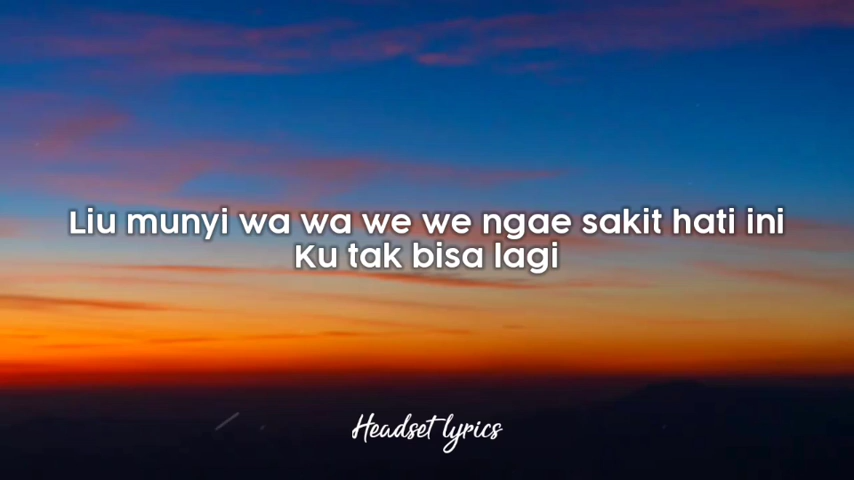 Liu munyi wa wa we we ngae sakit hati ini
Ku tak bisa lagi
Headset lyrics